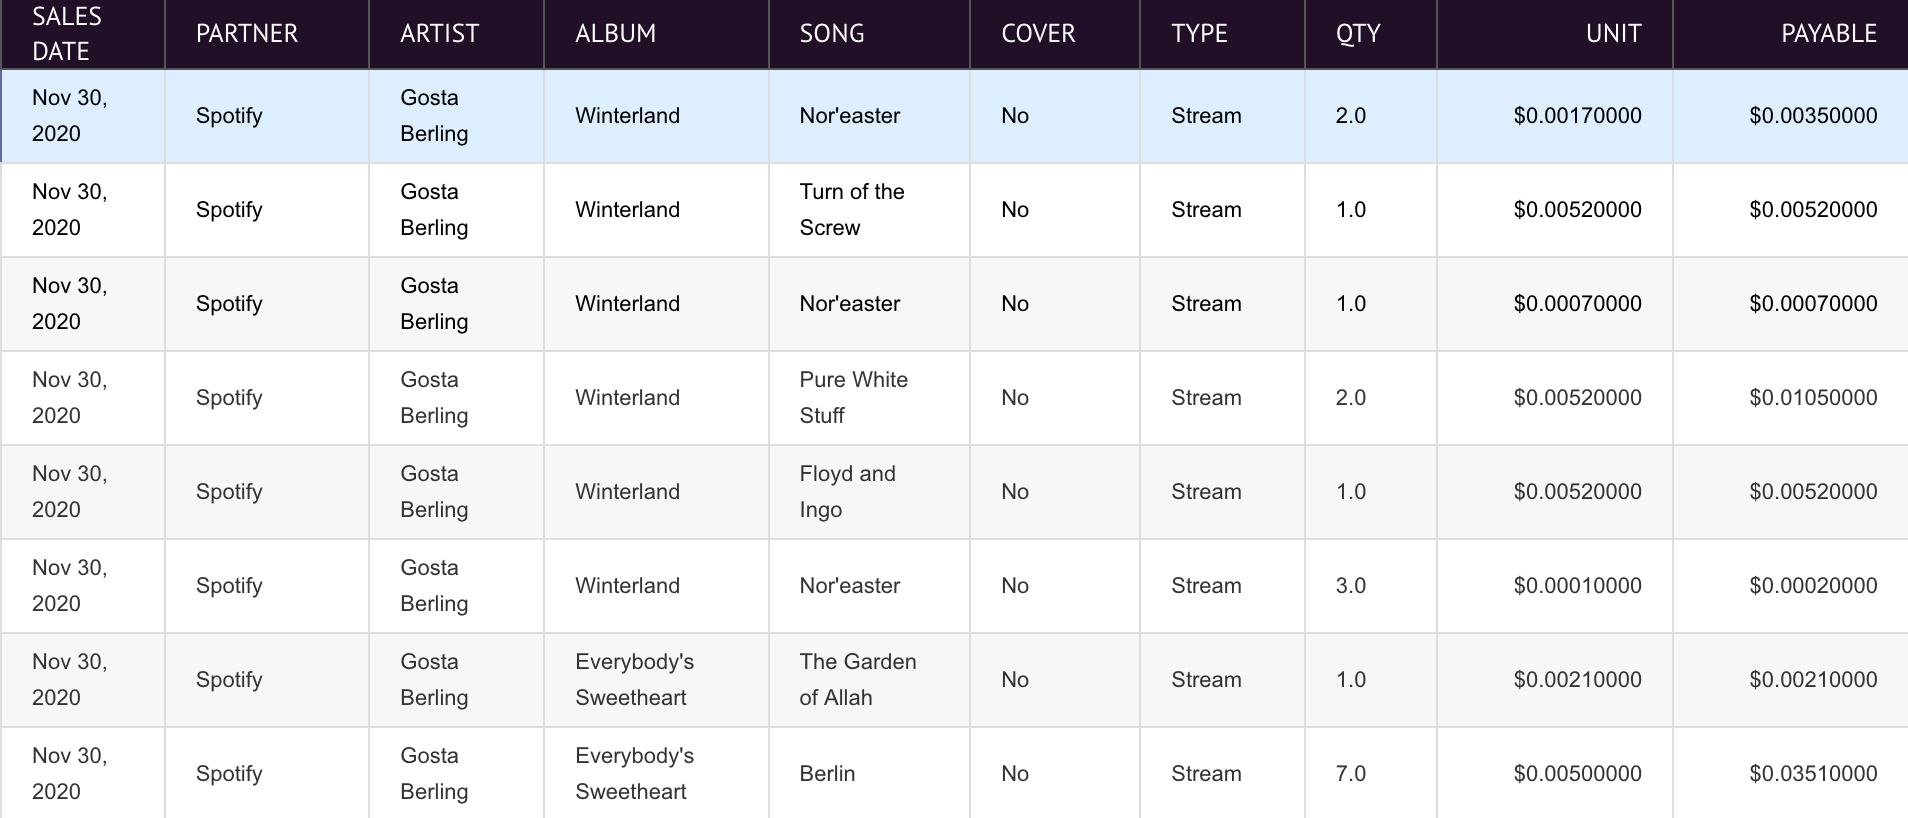 SALES DATE PARTNER ARTIST ALBUM SONG COVER TYPE QTY UNIT PAYABLE
Nov 30, 2020 Spotify Gosta Berling Winterland Nor'easter No Stream 2.0 $0.00170000 $0.00350000
Nov 30, 2020 Spotify Gosta Berling Winterland Turn of the Screw No Stream 1.0 $0.00520000 $0.00520000
Nov 30, 2020 Spotify Gosta Berling Winterland Nor'easter No Stream 1.0 $0.00070000 $0.00070000
Nov 30, 2020 Spotify Gosta Berling Winterland Pure White Stuff No Stream 2.0 $0.00520000 $0.01050000
Nov 30, 2020 Spotify Gosta Berling Winterland Floyd and Ingo No Stream 1.0 $0.00520000 $0.00520000
Nov 30, 2020 Spotify Gosta Berling Winterland Nor'easter No Stream 3.0 $0.00010000 $0.00020000
Nov 30, 2020 Spotify Gosta Berling Everybody's Sweetheart The Garden of Allah No Stream 1.0 $0.00210000 $0.00210000
Nov 30, 2020 Spotify Gosta Berling Everybody's Sweetheart Berlin No Stream 7.0 $0.00500000 $0.03510000